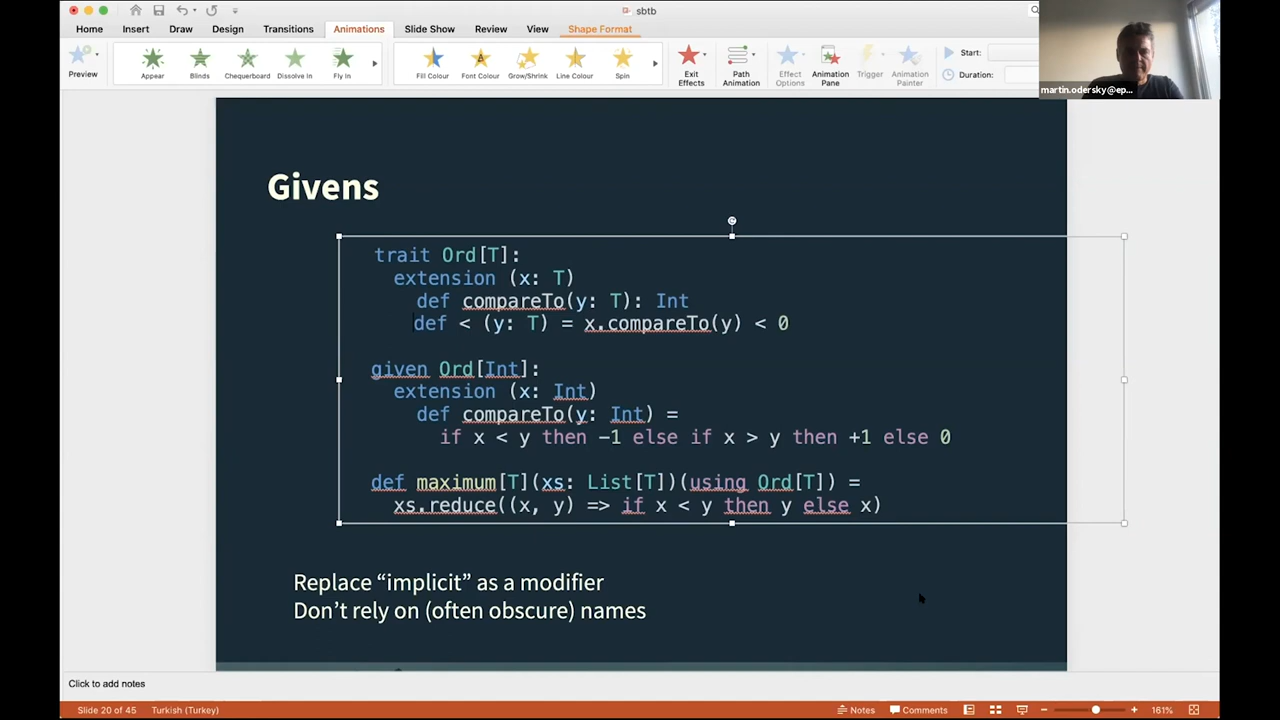 sbtb
Home Insert Draw Design Transitions Animations Slide Show Review View Shape Format
Preview Appear Blinds Chequerboard Dissolve In Fly In Fill Colour Font Colour Grow/Shrink Line Colour Spin Exit Effects Path Animation Effect Options Animation Pane Trigger Animation Painter Start: Duration:
martin.odersky@ep...
Givens
trait Ord[T]:
extension (x: T)
def compareTo(y: T): Int
def < (y: T) = x.compareTo(y) < 0
given Ord[Int]:
extension (x: Int)
def compareTo(y: Int) =
if x < y then -1 else if x > y then +1 else 0
def maximum[T](xs: List[T])(using Ord[T]) =
xs.reduce((x, y) => if x < y then y else x)
Replace “implicit” as a modifier
Don’t rely on (often obscure) names
Click to add notes
Slide 20 of 45 Turkish (Turkey) Notes Comments 161%